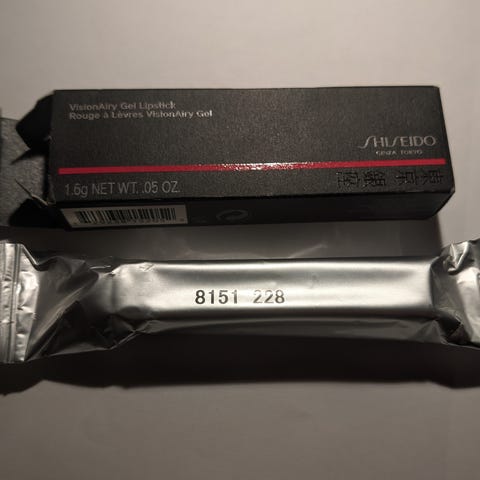 VisionAiry Gel Lipstick
Rouge à Lèvres VisionAiry Gel
SHISEIDO
GINZA TOKYO
1.6g NET WT. .05 OZ.
東京銀座
8151 228